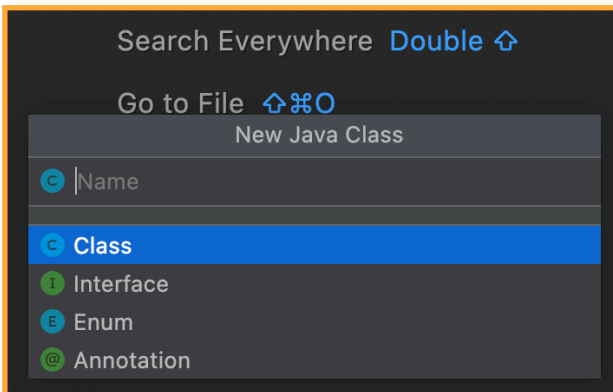 Search Everywhere Double ⇧
Go to File ⇧⌘O
New Java Class
C Name
C Class
I Interface
E Enum
@ Annotation